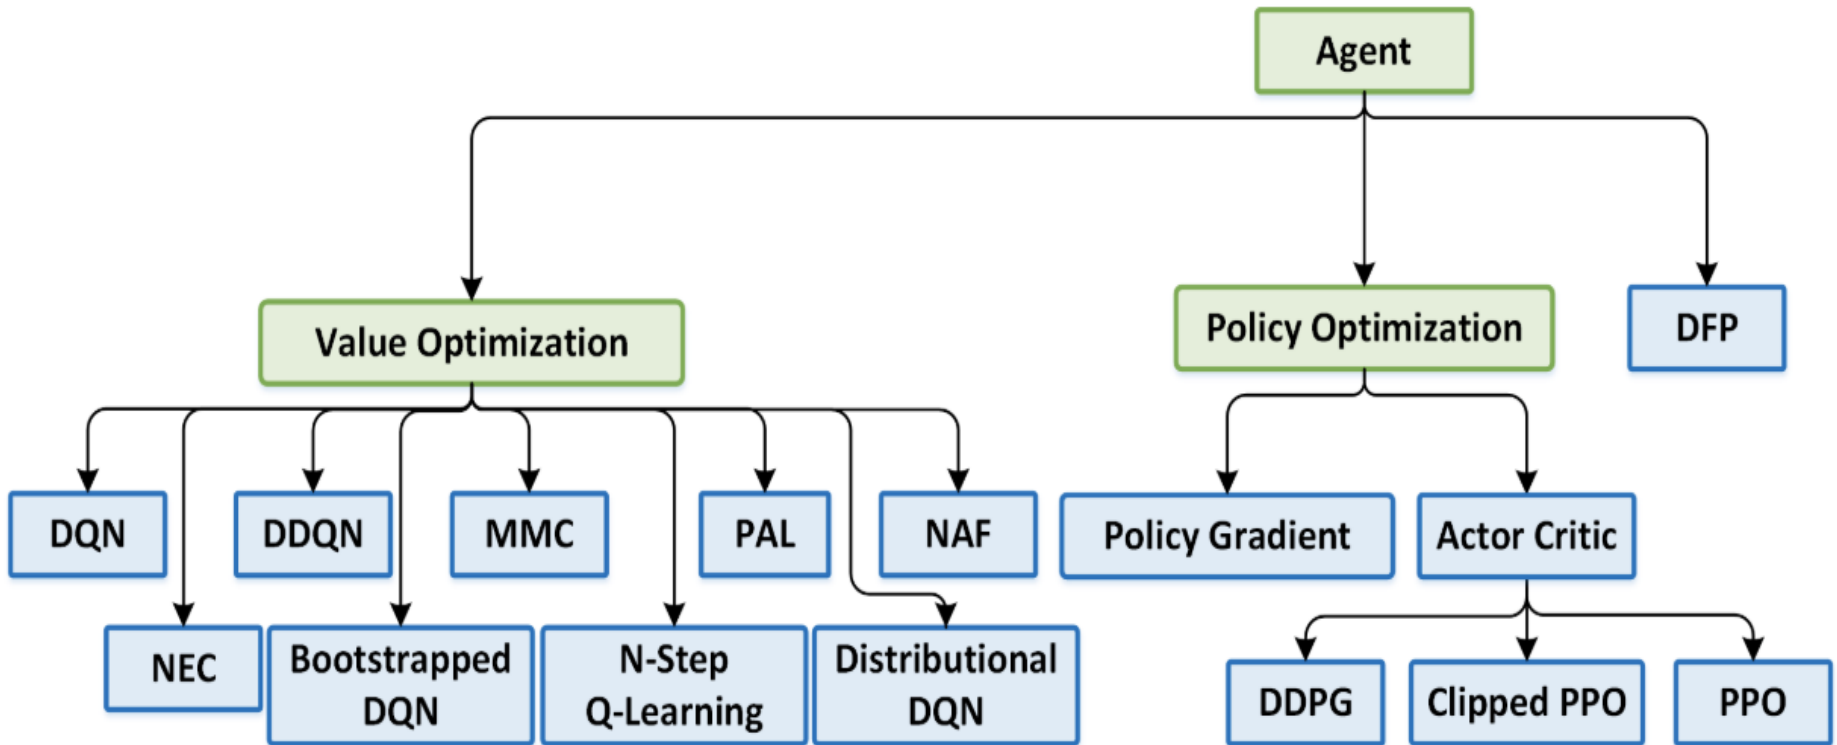 Agent
Value Optimization
Policy Optimization
DFP
DQN
DDQN
MMC
PAL
NAF
Policy Gradient
Actor Critic
NEC
Bootstrapped
DQN
N-Step
Q-Learning
Distributional
DQN
DDPG
Clipped PPO
PPO